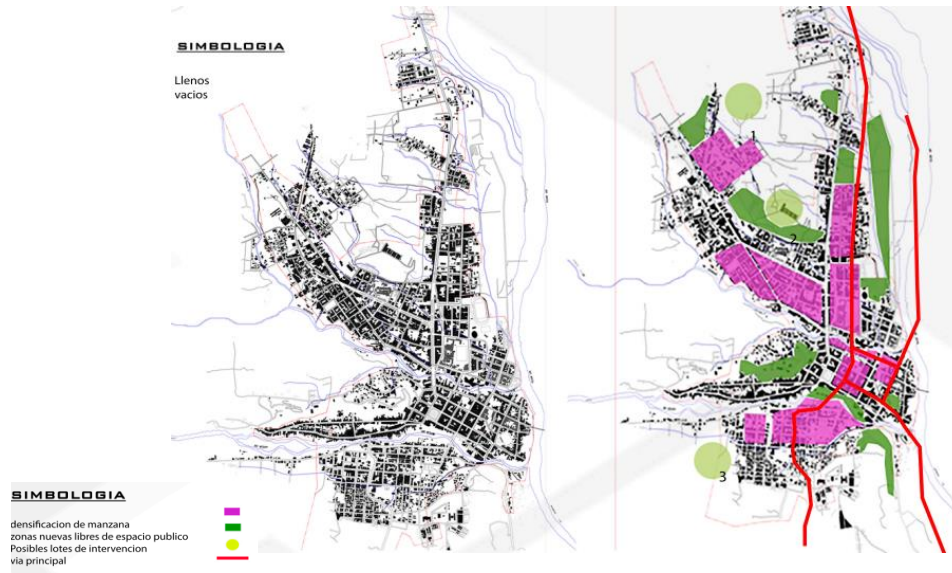 SIMBOLOGIA
Llenos
vacios
1
2
3
SIMBOLOGIA
densificacion de manzana
zonas nuevas libres de espacio publico
Posibles lotes de intervencion
via principal